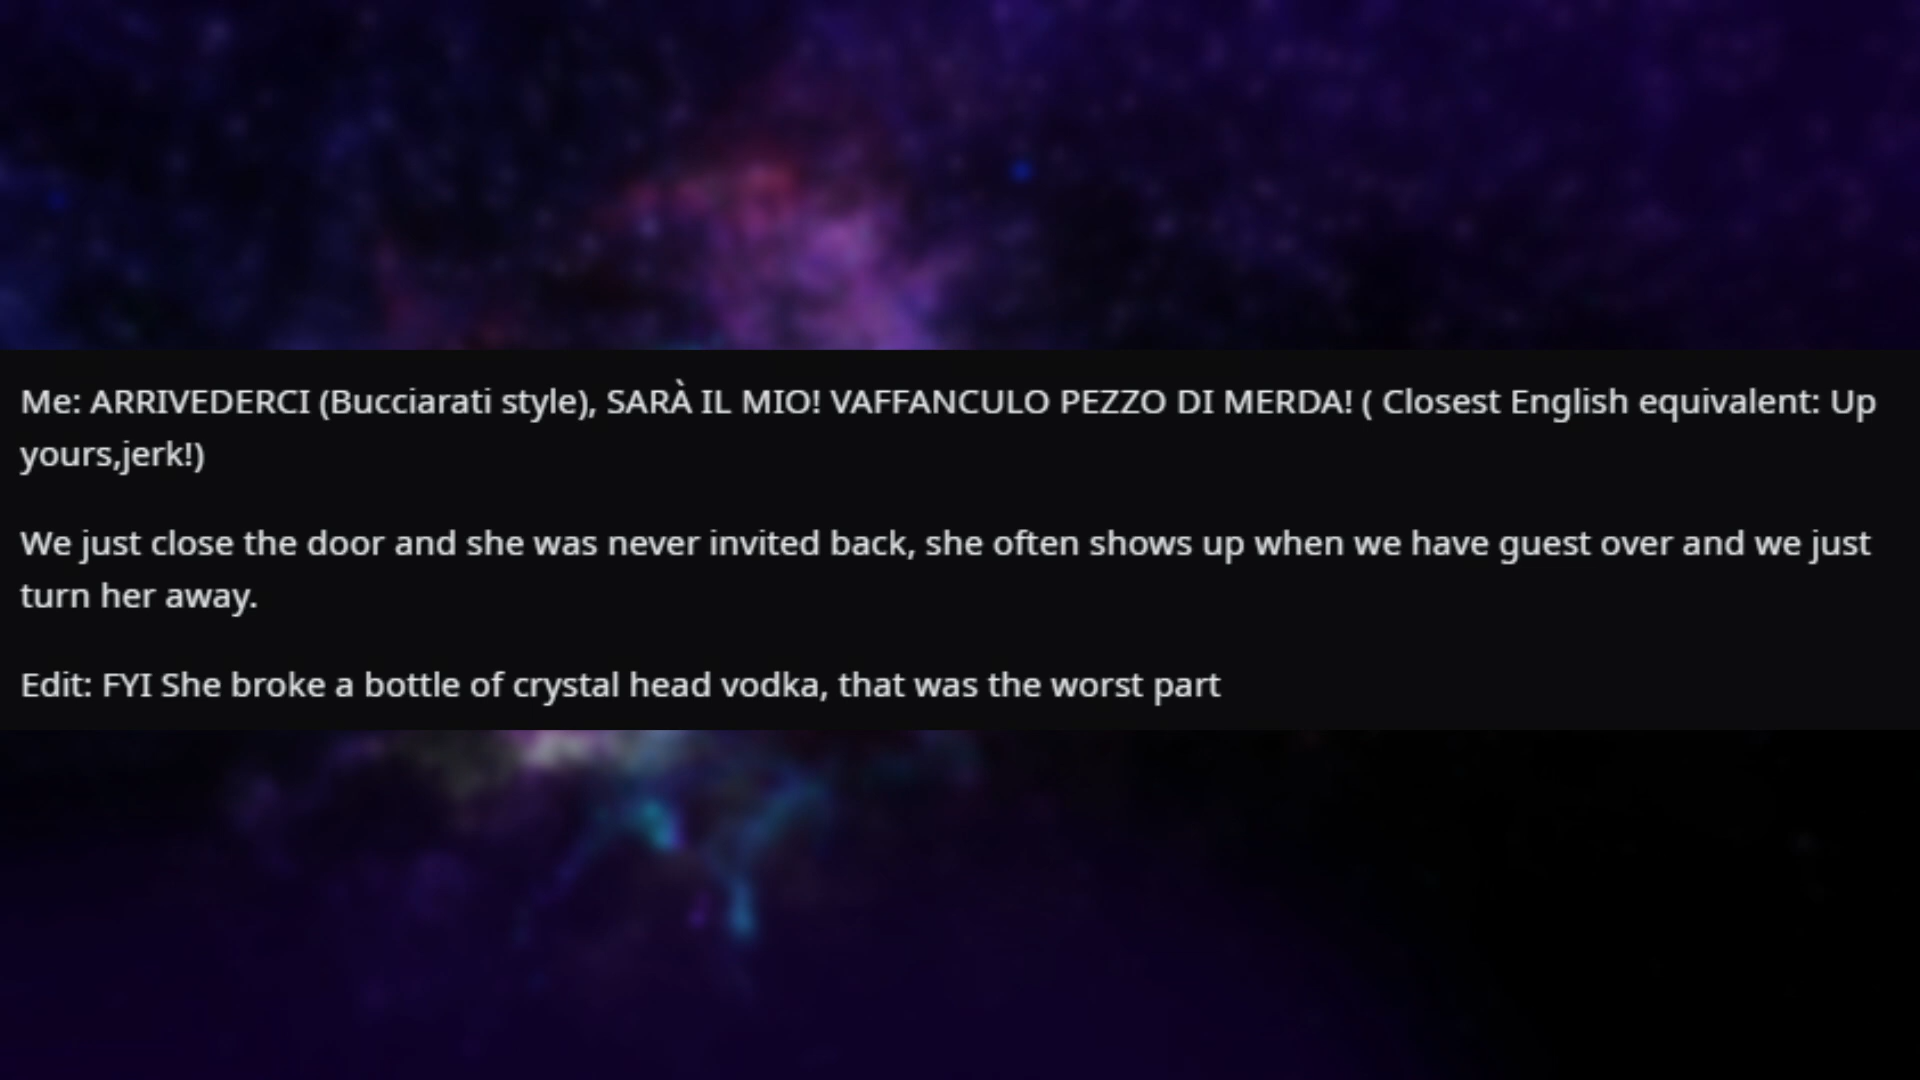 Me: ARRIVEDERCI (Bucciarati style), SARÀ IL MIO! VAFFANCULO PEZZO DI MERDA! ( Closest English equivalent: Up
yours,jerk!)
We just close the door and she was never invited back, she often shows up when we have guest over and we just
turn her away.
Edit: FYI She broke a bottle of crystal head vodka, that was the worst part